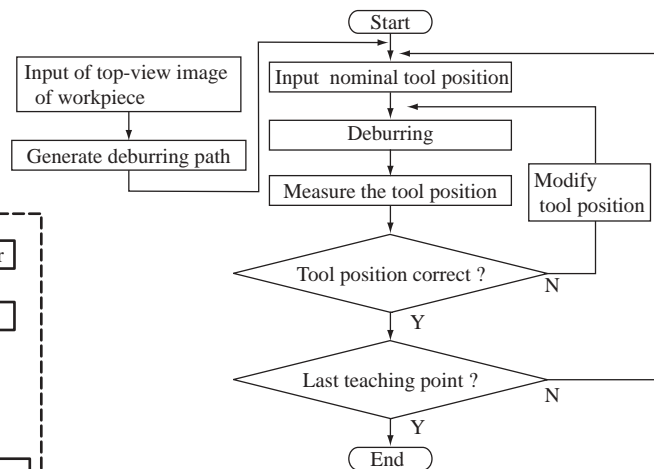 Start
Input of top-view image
of workpiece
Generate deburring path
Input nominal tool position
Deburring
Measure the tool position
Modify
tool position
Tool position correct ?
N
Y
Last teaching point ?
N
Y
End